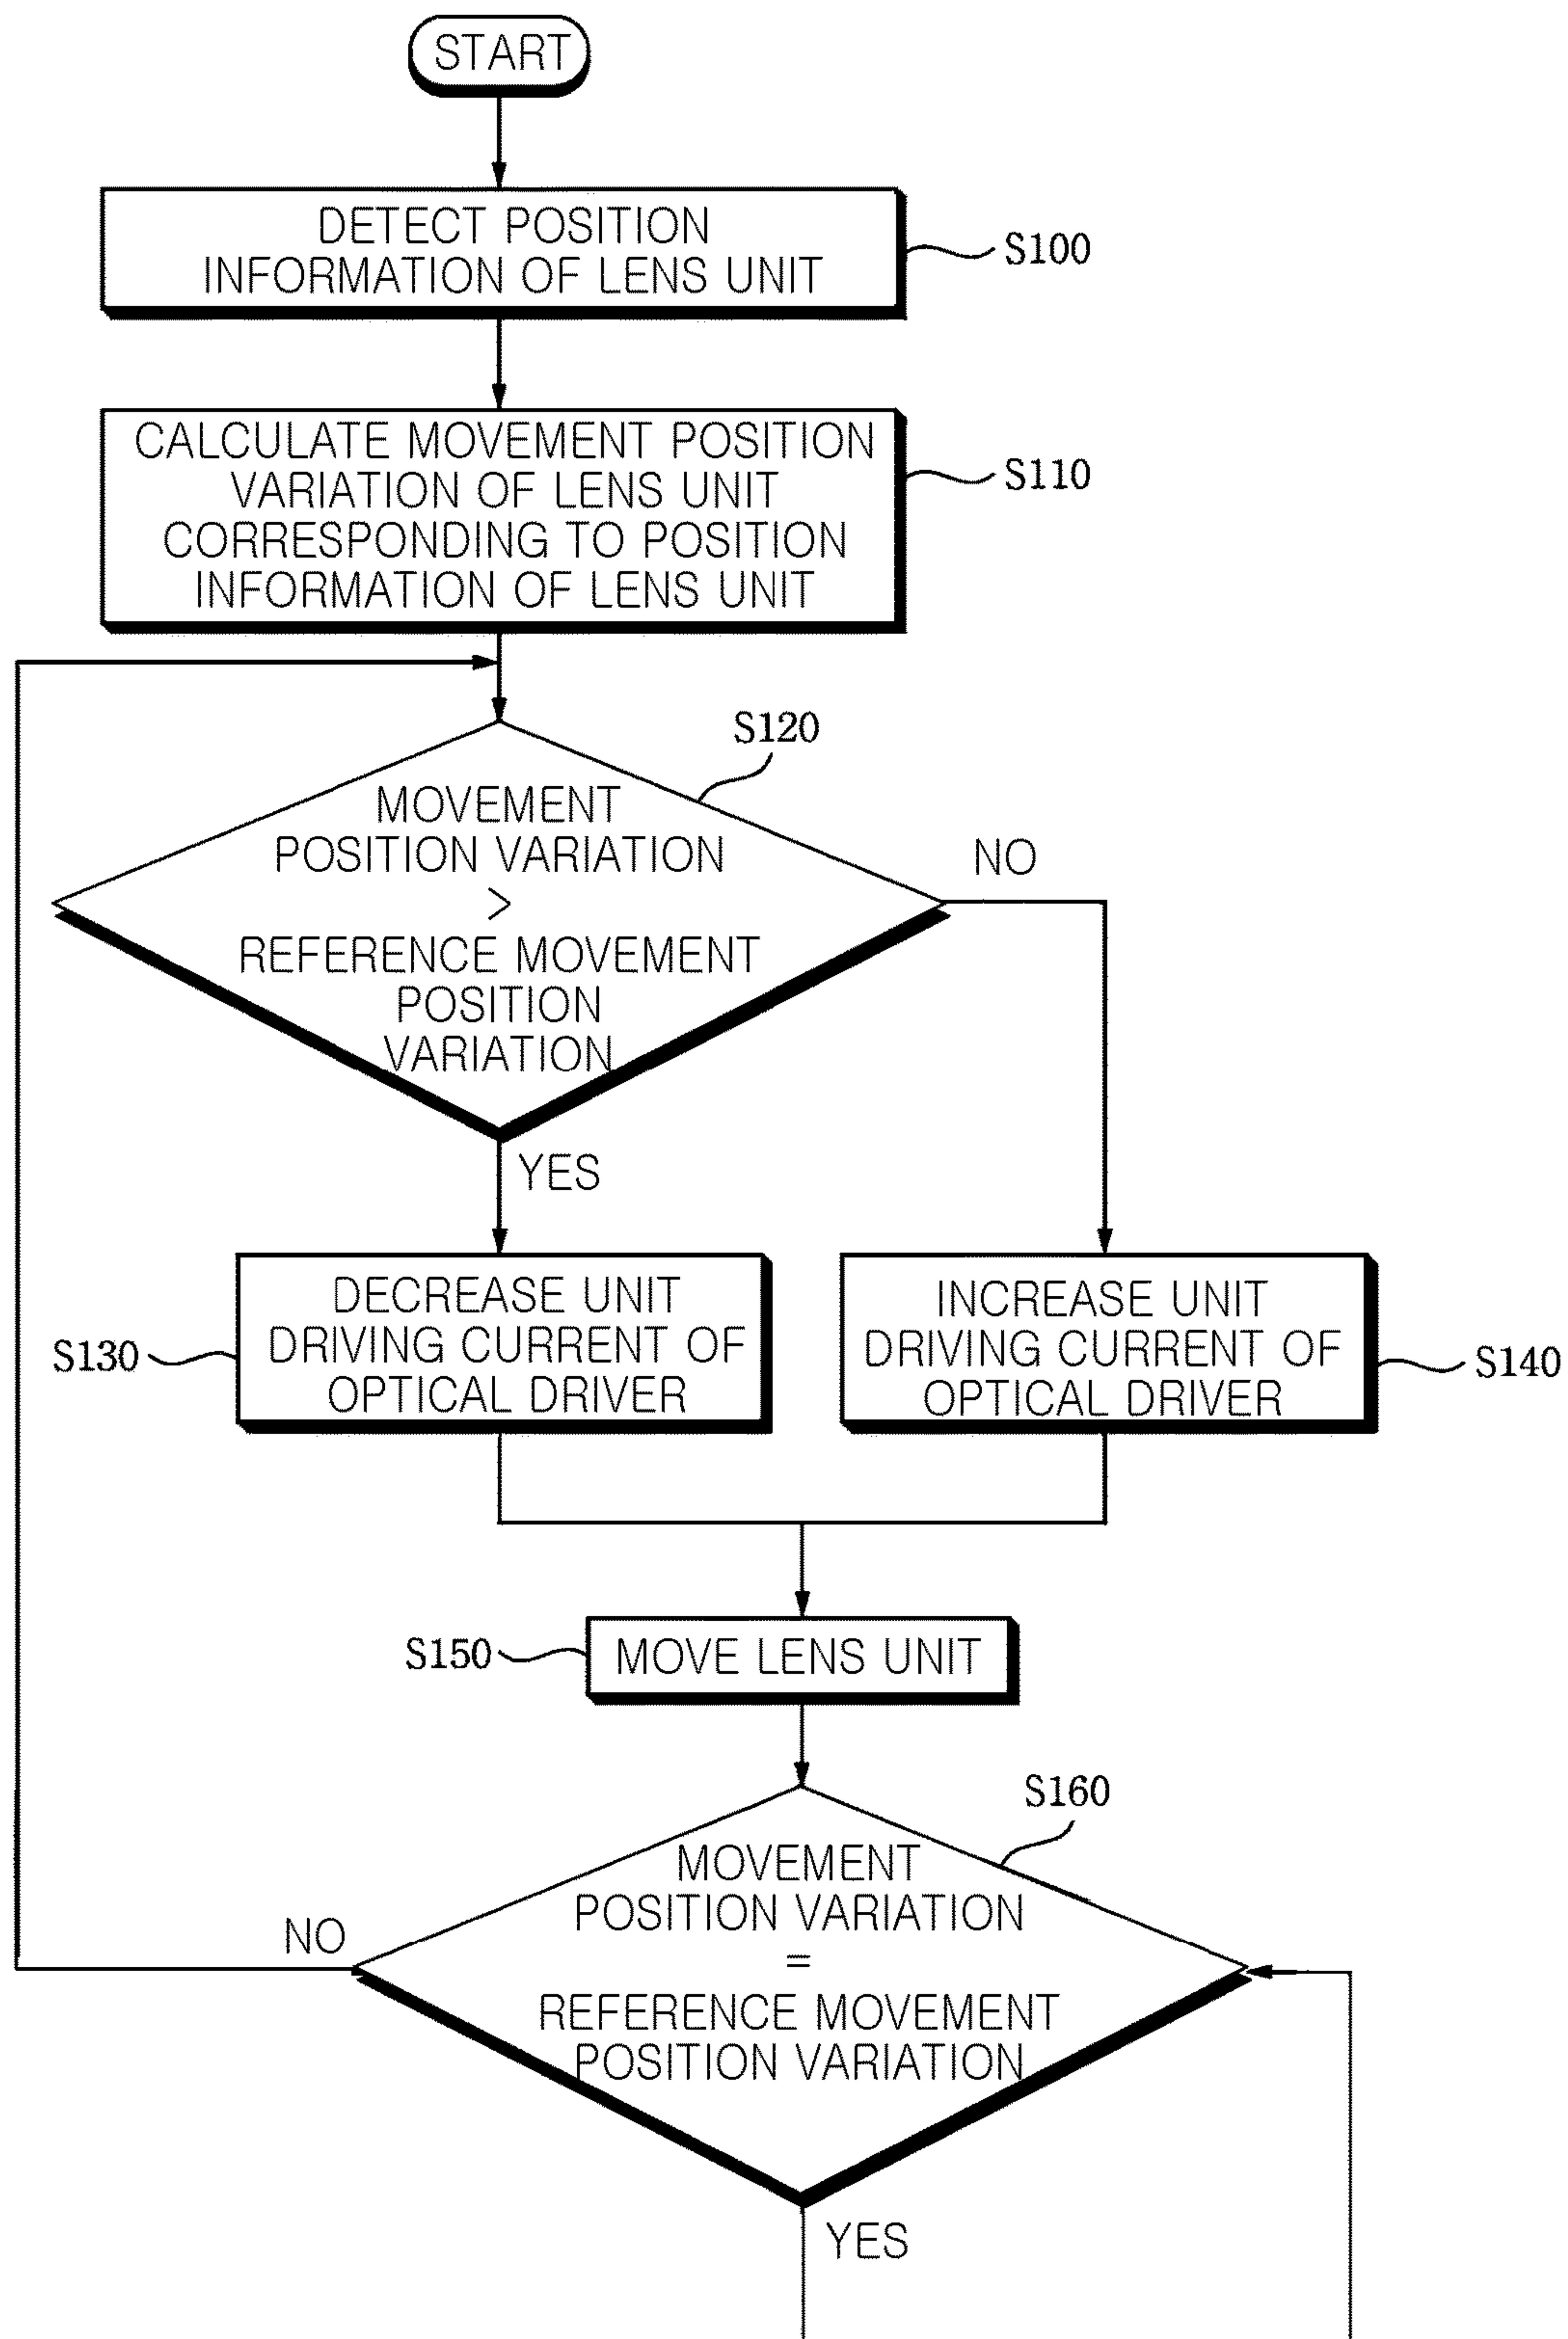 START
DETECT POSITION
INFORMATION OF LENS UNIT
S100
CALCULATE MOVEMENT POSITION
VARIATION OF LENS UNIT
CORRESPONDING TO POSITION
INFORMATION OF LENS UNIT
S110
S120
MOVEMENT
POSITION VARIATION
>
REFERENCE MOVEMENT
POSITION
VARIATION
NO
YES
DECREASE UNIT
DRIVING CURRENT OF
OPTICAL DRIVER
S130
INCREASE UNIT
DRIVING CURRENT OF
OPTICAL DRIVER
S140
S150
MOVE LENS UNIT
S160
MOVEMENT
POSITION VARIATION
=
REFERENCE MOVEMENT
POSITION VARIATION
NO
YES